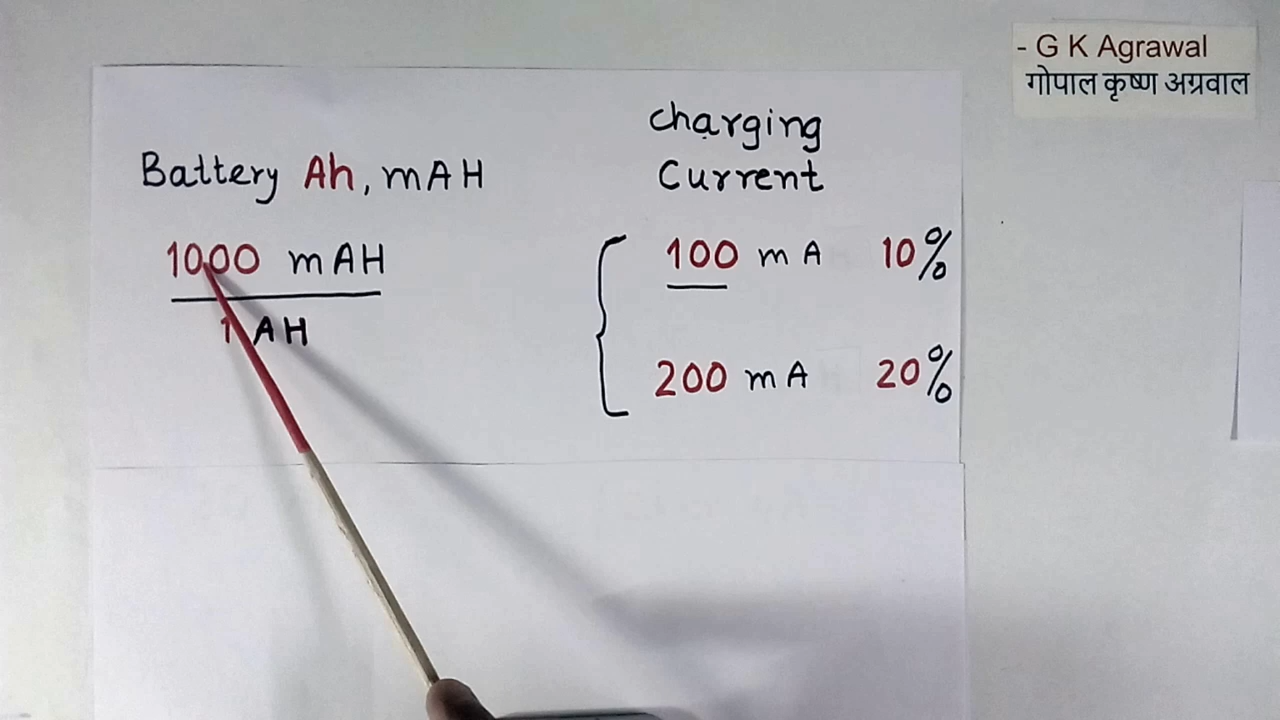 - G K Agrawal
गोपाल कृष्ण अग्रवाल
Battery Ah, mAH
1000 mAH
1 AH
Charging
Current
100 mA 10%
200 mA 20%